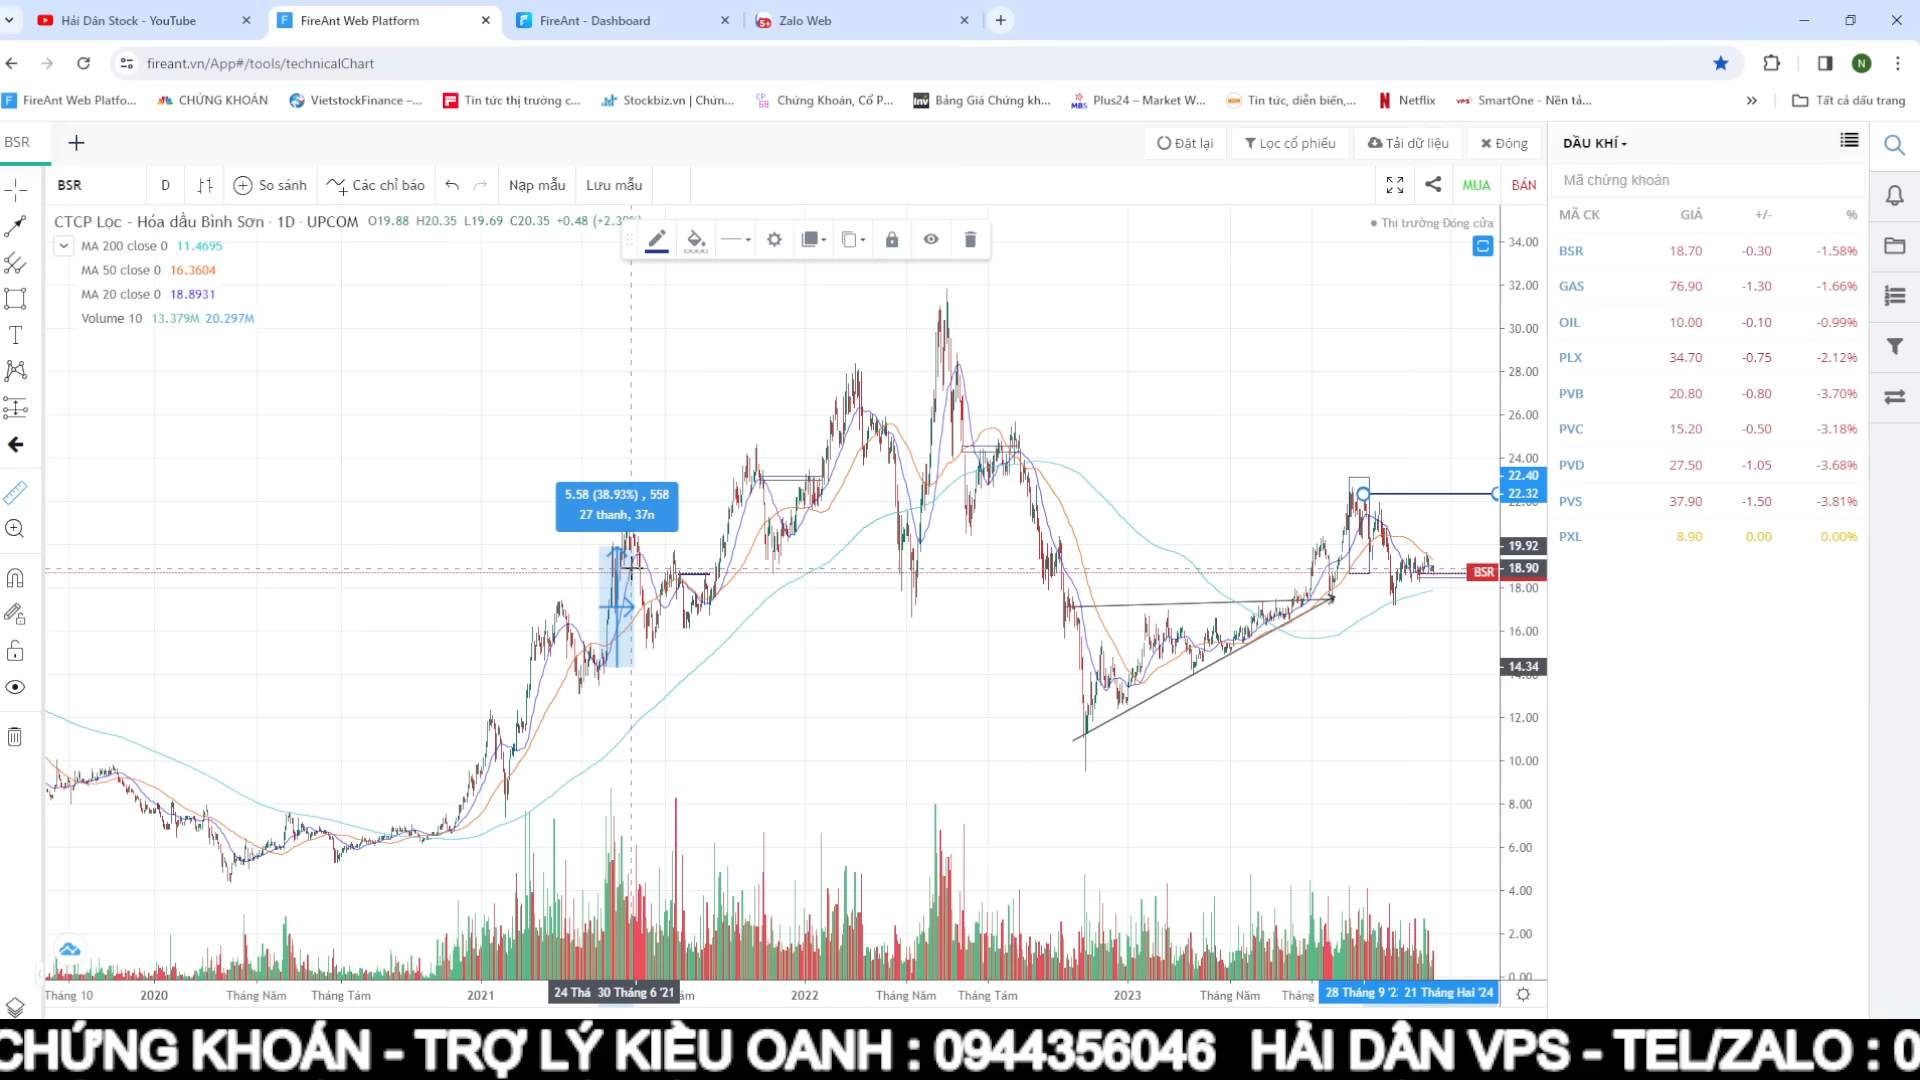 Hải Dân Stock - YouTube
FireAnt Web Platform
FireAnt - Dashboard
Zalo Web
fireant.vn/App#/tools/technicalChart
N
FireAnt Web Platfo...
CHỨNG KHOÁN
VietstockFinance –...
Tin tức thị trường c...
Stockbiz.vn | Chứn...
Chứng Khoán, Cổ P...
Bảng Giá Chứng kh...
Plus24 – Market W...
Tin tức, diễn biến,...
Netflix
SmartOne - Nền tả...
Tất cả dấu trang
BSR
Đặt lại
Lọc cổ phiếu
Tải dữ liệu
Đóng
DẦU KHÍ
BSR
D
So sánh
Các chỉ báo
Nạp mẫu
Lưu mẫu
MUA
BÁN
Mã chứng khoán
CTCP Lọc - Hóa dầu Bình Sơn · 1D · UPCOM
O19.88 H20.35 L19.69 C20.35
Thị trường Đóng cửa
MA 200 close 0 11.4695
MA 50 close 0 16.3604
MA 20 close 0 18.8931
Volume 10 13.379M 20.297M
5.58 (38.93%) , 558
27 thanh, 37n
34.00
32.00
30.00
28.00
26.00
24.00
22.40
22.32
19.92
BSR
18.90
18.00
16.00
14.34
14.00
12.00
10.00
8.00
6.00
4.00
2.00
0.00
Tháng 10
2020
Tháng Năm
Tháng Tám
2021
24 Thá
30 Tháng 6 '21
2022
Tháng Năm
Tháng Tám
2023
Tháng Năm
Tháng
28 Tháng 9 '2
21 Tháng Hai '24
MÃ CK GIÁ +/- %
BSR 18.70 -0.30 -1.58%
GAS 76.90 -1.30 -1.66%
OIL 10.00 -0.10 -0.99%
PLX 34.70 -0.75 -2.12%
PVB 20.80 -0.80 -3.70%
PVC 15.20 -0.50 -3.18%
PVD 27.50 -1.05 -3.68%
PVS 37.90 -1.50 -3.81%
PXL 8.90 0.00 0.00%
CHỨNG KHOÁN - TRỢ LÝ KIỀU OANH : 0944356046 HẢI DÂN VPS - TEL/ZALO : 0